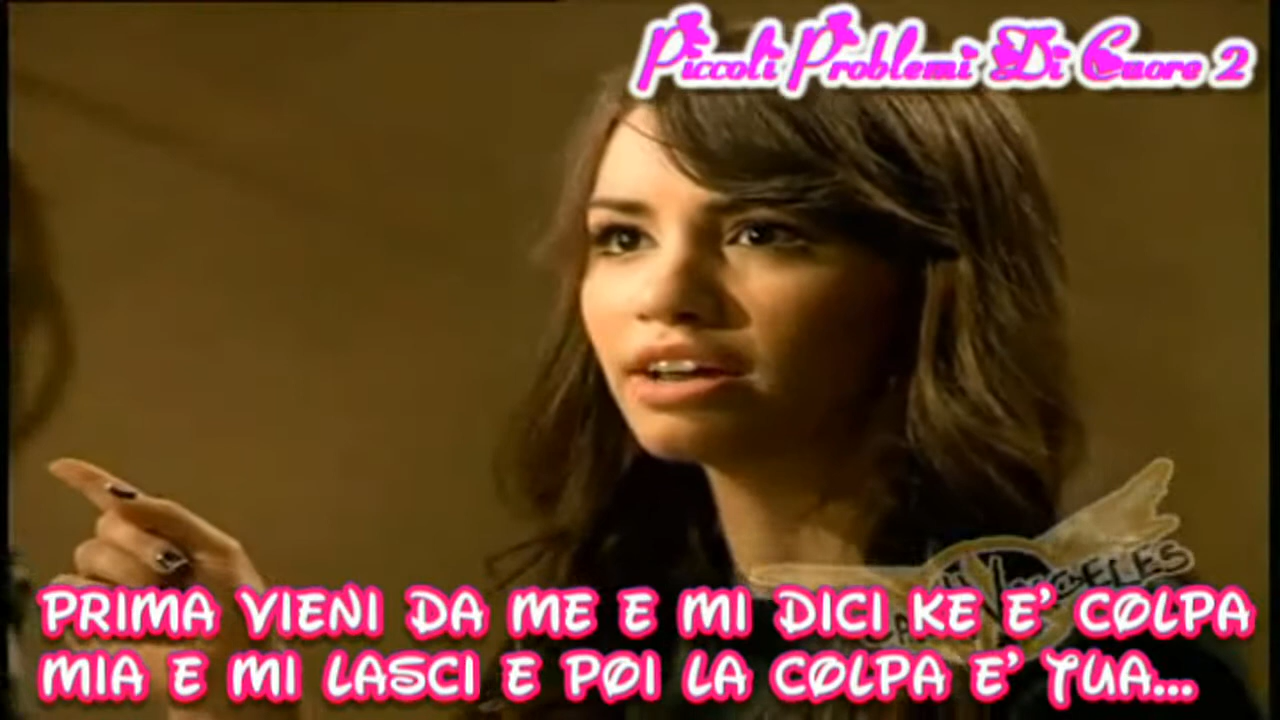 Piccoli Problemi Di Cuore 2
ELES
PRIMA VIENI DA ME E MI DICI KE E' COLPA
MIA E MI LASCI E POI LA COLPA E' TUA...